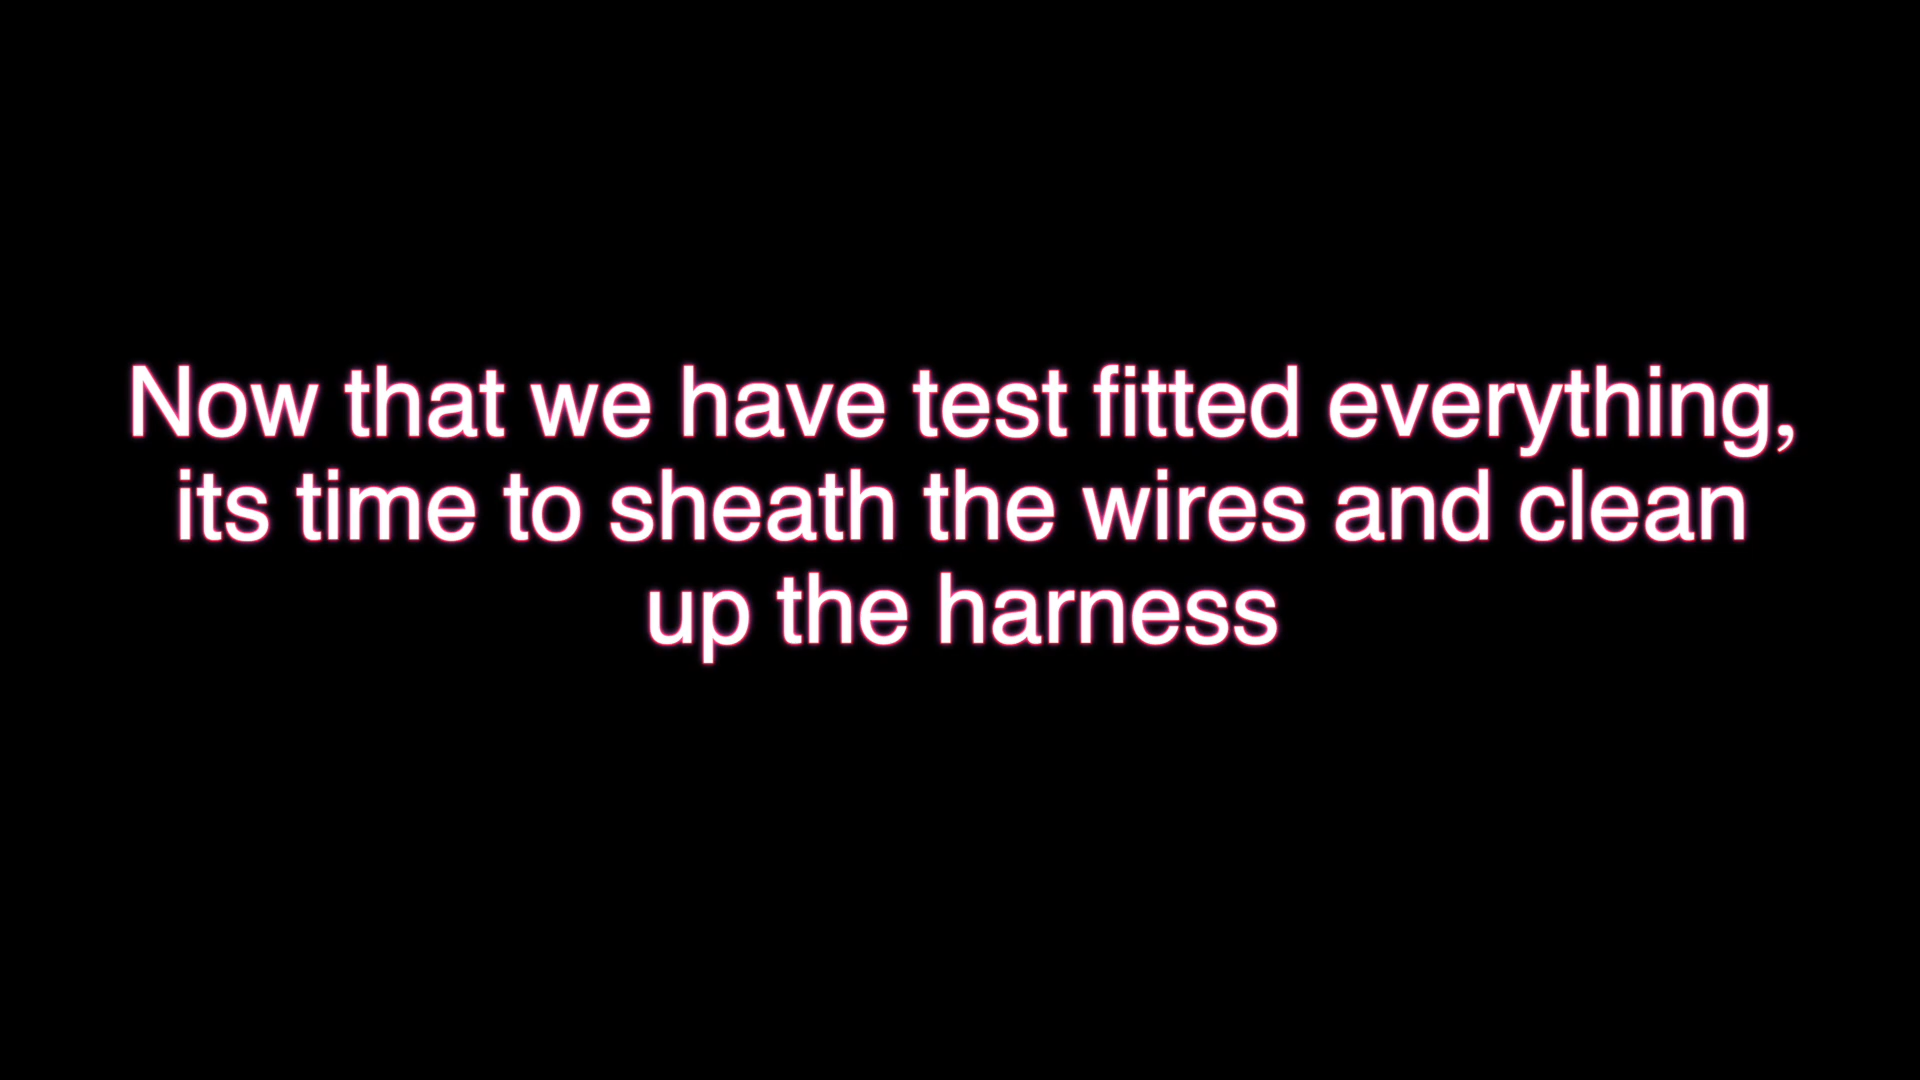 Now that we have test fitted everything,
its time to sheath the wires and clean
up the harness